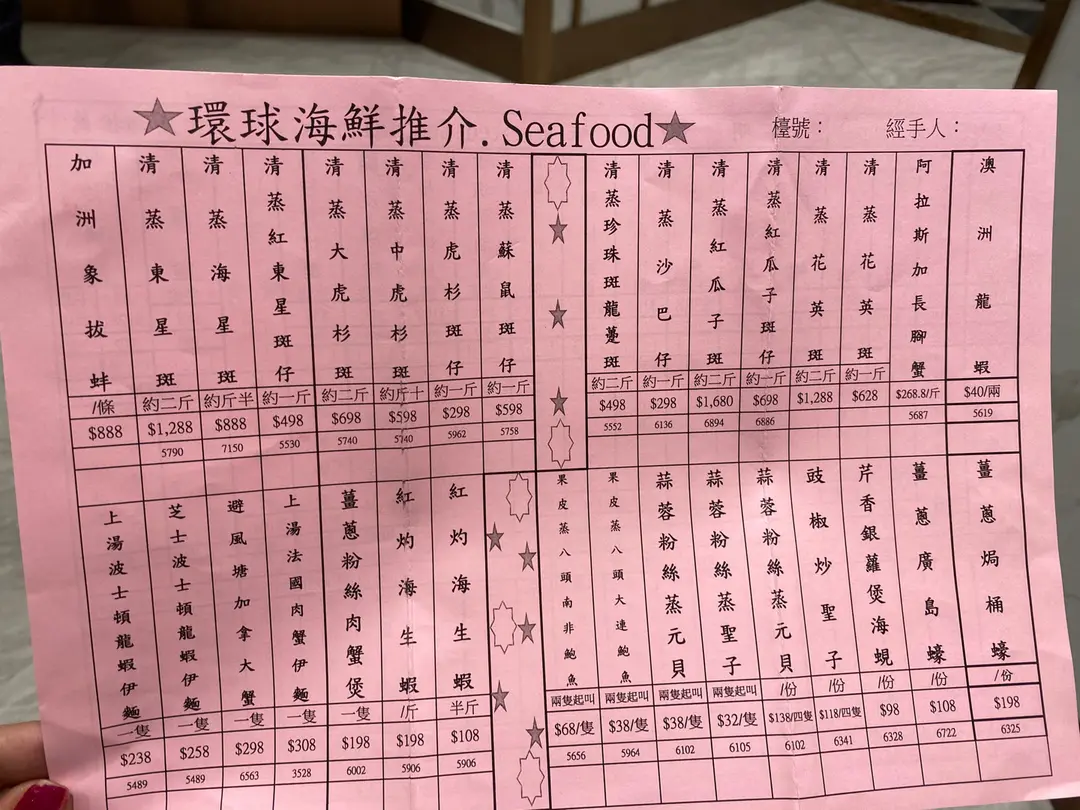 ★環球海鮮推介.Seafood★ 檯號： 經手人：
澳洲龍蝦 $40/兩 5619
阿拉斯加長腳蟹 $268.8/斤 5687
清蒸花英斑 約一斤 $628
清蒸花英斑 約二斤 $1,288
清蒸紅瓜子斑仔 約一斤 $698 6886
清蒸紅瓜子斑 約二斤 $1,680 6894
清蒸沙巴仔 約一斤 $298 6136
清蒸珍珠斑龍躉斑 約二斤 $498 5552
清蒸蘇鼠斑仔 約一斤 $598 5758
清蒸虎杉斑仔 約一斤 $298 5962
清蒸中虎杉斑 約斤十 $598 5740
清蒸大虎杉斑 約二斤 $698 5740
清蒸紅東星斑仔 約一斤 $498 5530
清蒸海星斑 約斤半 $888 7150
清蒸東星斑 約二斤 $1,288 5790
加洲象拔蚌 /條 $888
薑蔥焗桶蠔 /份 $198 6325
薑蔥廣島蠔 /份 $108 6722
芹香銀蘿煲海蜆 /份 $98 6328
豉椒炒聖子 /份 $118/四隻 6341
蒜蓉粉絲蒸元貝 /份 $138/四隻 6102
蒜蓉粉絲蒸聖子 兩隻起叫 $32/隻 6105
蒜蓉粉絲蒸元貝 兩隻起叫 $38/隻 6102
果皮蒸八頭大連鮑魚 兩隻起叫 $38/隻 5964
果皮蒸八頭南非鮑魚 兩隻起叫 $68/隻 5656
紅灼海生蝦 半斤 $108 5906
紅灼海生蝦 /斤 $198 5906
薑蔥粉絲肉蟹煲 一隻 $198 6002
上湯法國肉蟹伊麵 一隻 $308 3528
避風塘加拿大蟹 一隻 $298 6563
芝士波士頓龍蝦伊麵 一隻 $258 5489
上湯波士頓龍蝦伊麵 一隻 $238 5489